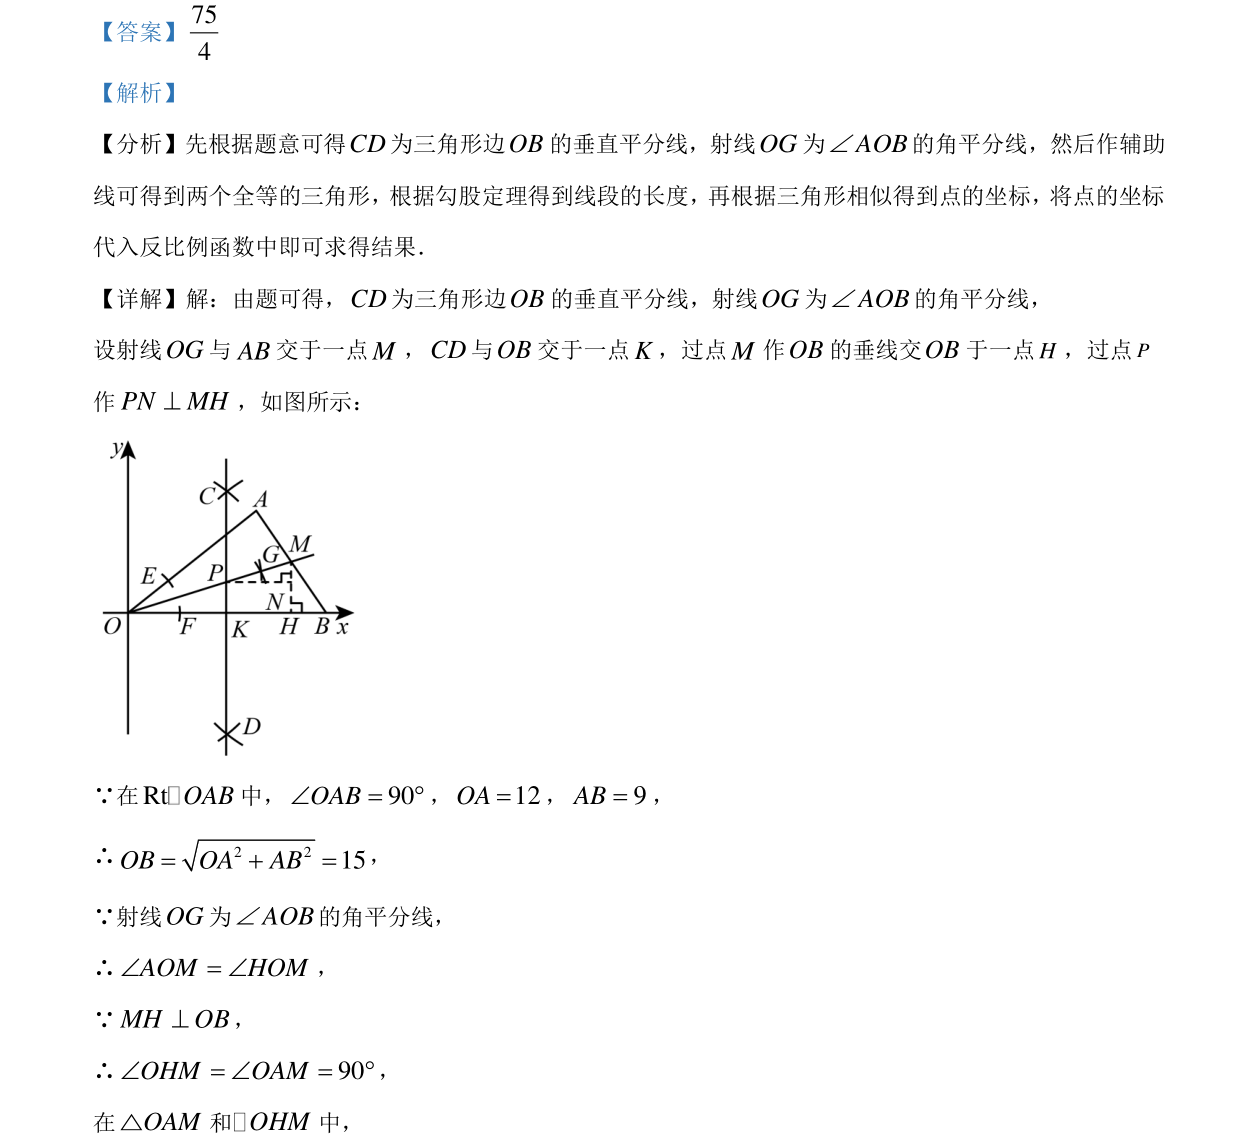 【答案】75/4
【解析】
【分析】先根据题意可得CD为三角形边OB的垂直平分线，射线OG为∠AOB的角平分线，然后作辅助
线可得到两个全等的三角形，根据勾股定理得到线段的长度，再根据三角形相似得到点的坐标，将点的坐标
代入反比例函数中即可求得结果．
【详解】解：由题可得，CD为三角形边OB的垂直平分线，射线OG为∠AOB的角平分线，
设射线OG与AB交于一点M，CD与OB交于一点K，过点M作OB的垂线交OB于一点H，过点P
作PN⊥MH，如图所示：
y
C A
G M
E P
N
O F K H B x
D
∵在Rt□OAB中，∠OAB=90°，OA=12，AB=9，
∴OB=√(OA²+AB²)=15，
∵射线OG为∠AOB的角平分线，
∴∠AOM=∠HOM，
∵MH⊥OB，
∴∠OHM=∠OAM=90°，
在△OAM和□OHM中，